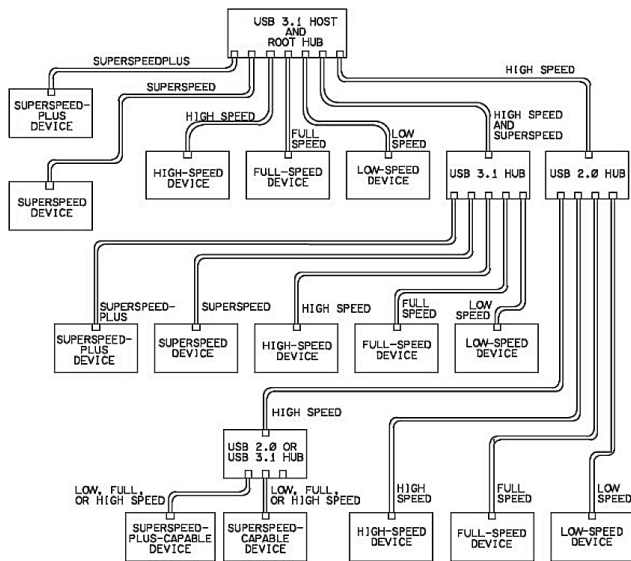 USB 3.1 HOST
AND
ROOT HUB
SUPERSPEEDPLUS
SUPERSPEED
HIGH SPEED
HIGH SPEED
FULL
SPEED
LOW
SPEED
HIGH SPEED
AND
SUPERSPEED
SUPERSPEED-
PLUS
DEVICE
SUPERSPEED
DEVICE
HIGH-SPEED
DEVICE
FULL-SPEED
DEVICE
LOW-SPEED
DEVICE
USB 3.1 HUB
USB 2.0 HUB
SUPERSPEED-
PLUS
SUPERSPEED
HIGH SPEED
FULL
SPEED
LOW
SPEED
SUPERSPEED-
PLUS
DEVICE
SUPERSPEED
DEVICE
HIGH-SPEED
DEVICE
FULL-SPEED
DEVICE
LOW-SPEED
DEVICE
HIGH SPEED
USB 2.0 OR
USB 3.1 HUB
LOW, FULL,
OR HIGH SPEED
LOW, FULL,
OR HIGH SPEED
HIGH
SPEED
FULL
SPEED
LOW
SPEED
SUPERSPEED-
PLUS-CAPABLE
DEVICE
SUPERSPEED-
CAPABLE
DEVICE
HIGH-SPEED
DEVICE
FULL-SPEED
DEVICE
LOW-SPEED
DEVICE